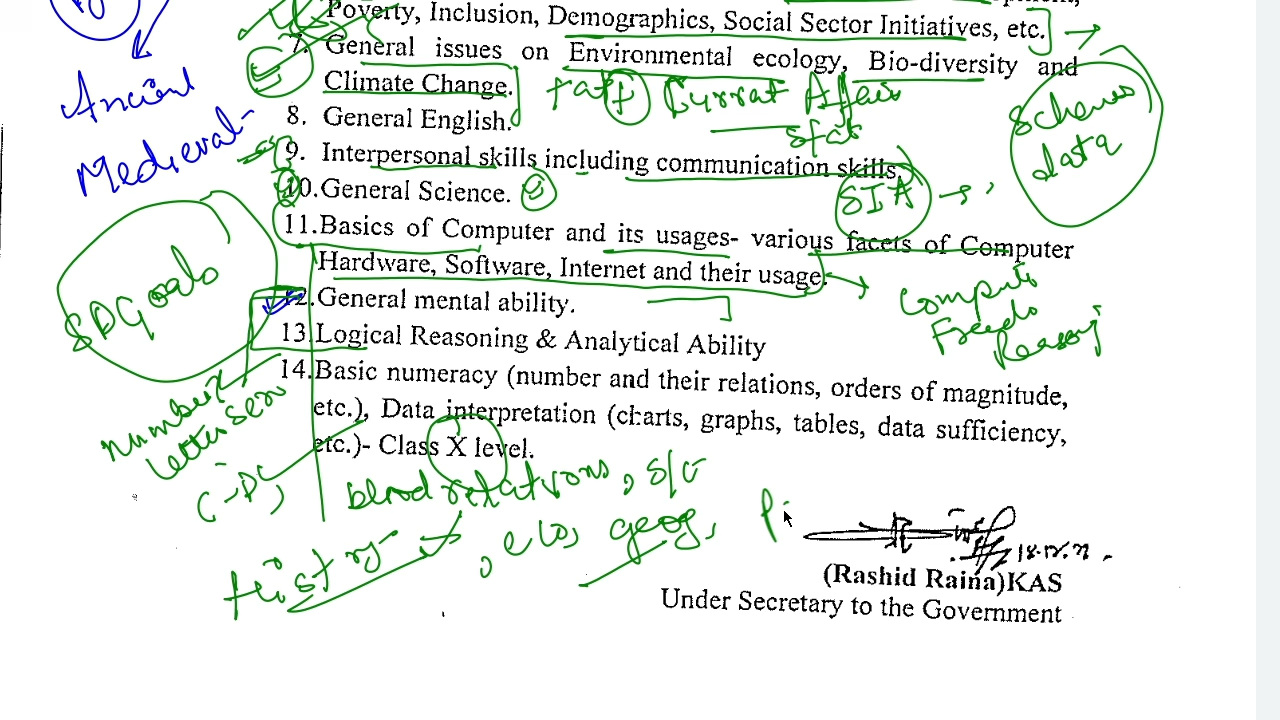 Poverty, Inclusion, Demographics, Social Sector Initiatives, etc.
7. General issues on Environmental ecology, Bio-diversity and
Climate Change.
8. General English.
9. Interpersonal skills including communication skills.
10.General Science.
11.Basics of Computer and its usages- various facets of Computer
Hardware, Software, Internet and their usage.
12.General mental ability.
13.Logical Reasoning & Analytical Ability
14.Basic numeracy (number and their relations, orders of magnitude,
etc.), Data interpretation (charts, graphs, tables, data sufficiency,
etc.)- Class X level.
(Rashid Raina)KAS
Under Secretary to the Government
Ancient
Medieval-
Current Affair
Schemes
data
SDGoals
number
letter
blood relations, s/c
History
, eco, geog,